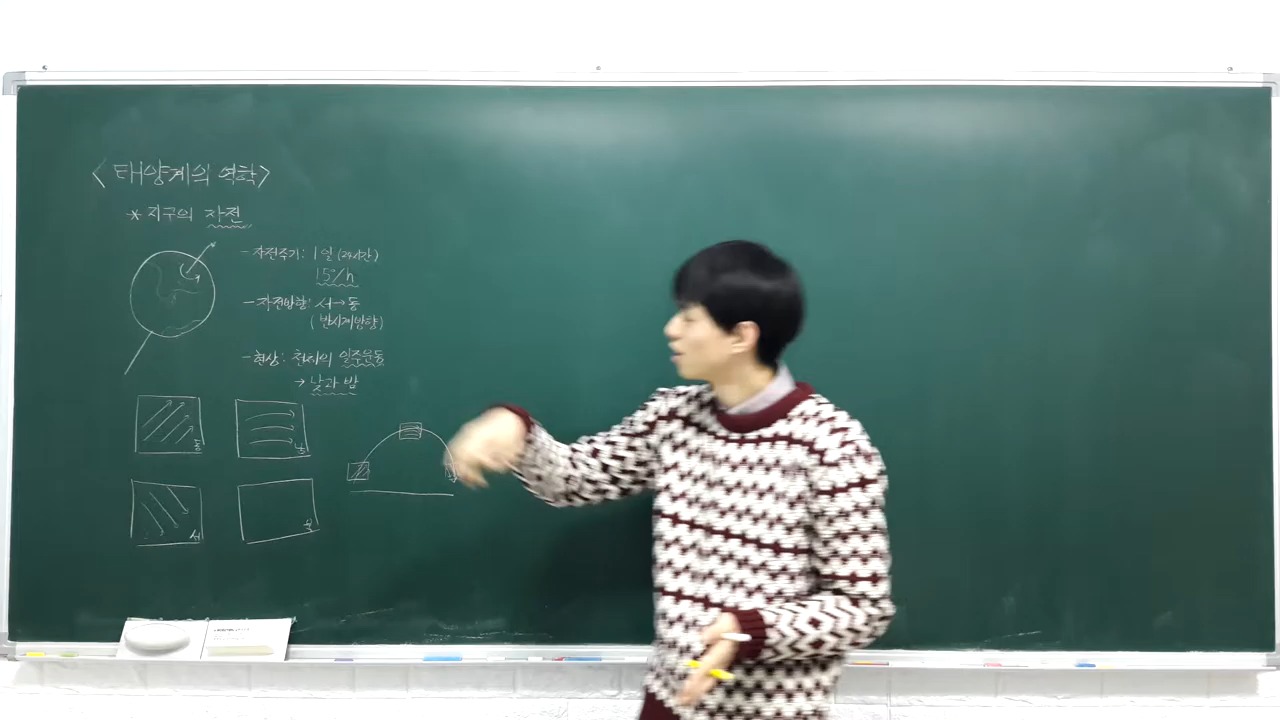 <태양계의 역학>
* 지구의 자전
- 자전주기: 1일 (24시간)
15°/h
- 자전방향: 서→동
(반시계방향)
- 현상: 천체의 일주운동
→ 낮과 밤
동
남
서
북